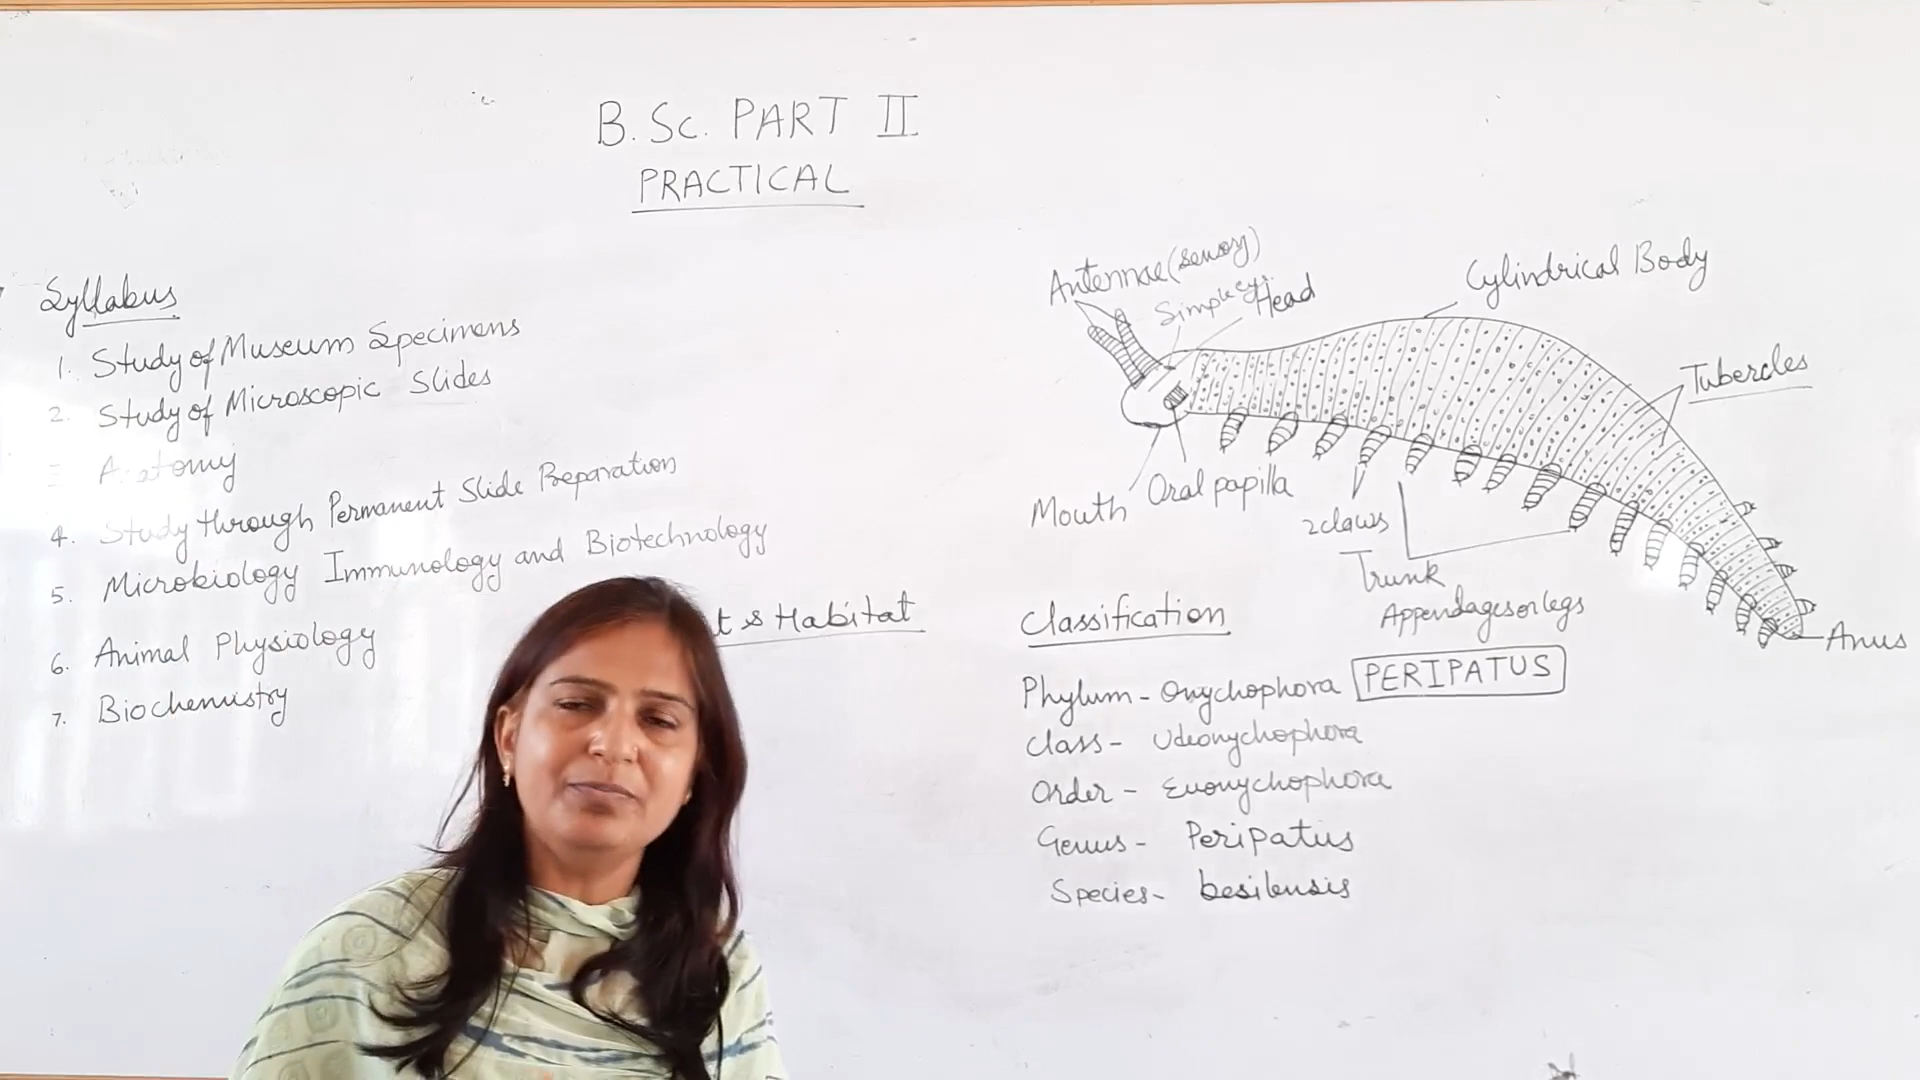 B.Sc. PART II
PRACTICAL
Syllabus
1. Study of Museum Specimens
2. Study of Microscopic Slides
3 Anatomy
4. Study through Permanent Slide Preparation
5. Microbiology Immunology and Biotechnology
6. Animal Physiology
7. Biochemistry
t & Habitat
Antennae (sensory)
Simple eye
Head
Cylindrical Body
Tubercles
Mouth
Oral papilla
2 claws
Trunk
Appendages or legs
Anus
PERIPATUS
Classification
Phylum - Onychophora
Class - Udeonychophora
Order - Euonychophora
Genus - Peripatus
Species - besilensis